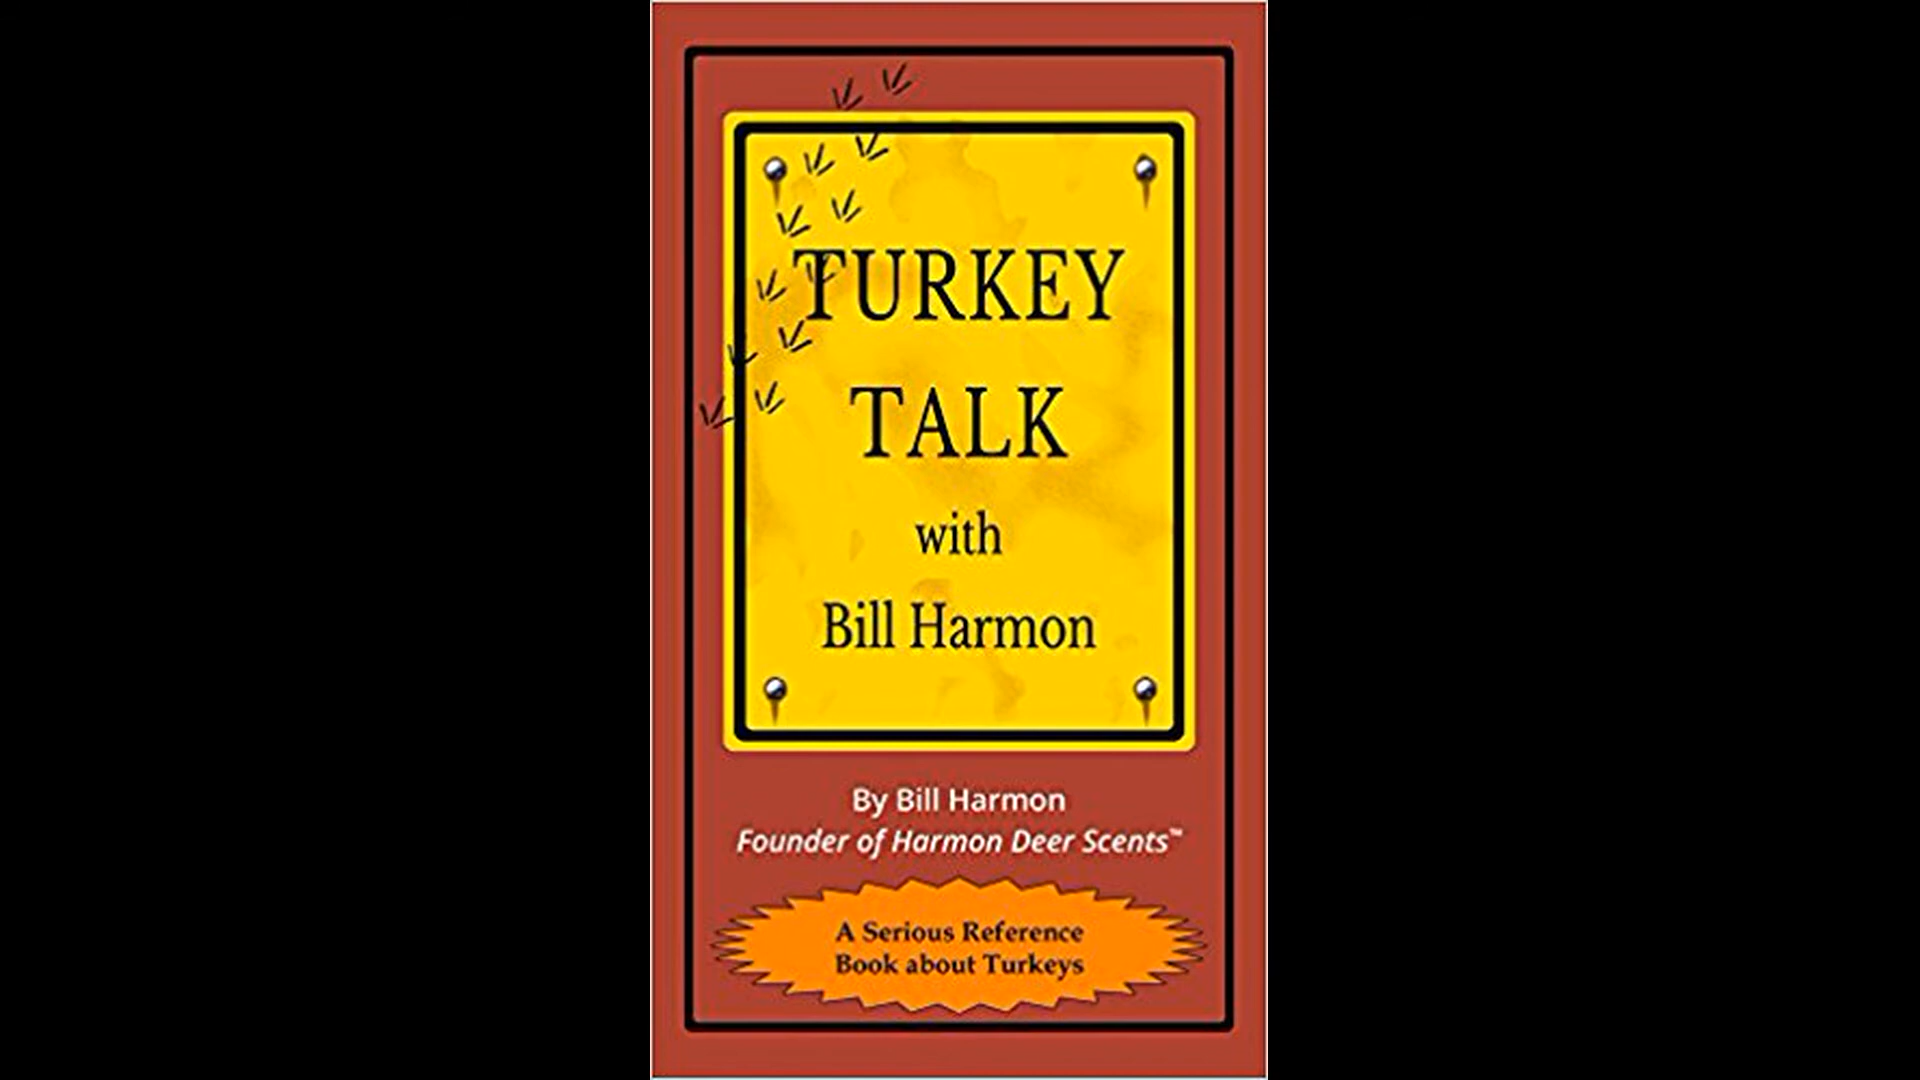 TURKEY
TALK
with
Bill Harmon
By Bill Harmon
Founder of Harmon Deer Scents™
A Serious Reference
Book about Turkeys